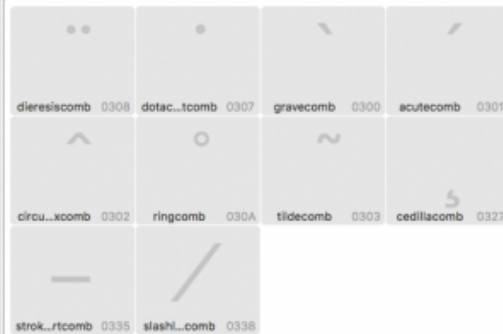 dieresiscomb 0308 dotac...tcomb 0307 gravecomb 0300 acutecomb 0301
circu...xcomb 0302 ringcomb 030A tildecomb 0303 cedillacomb 0327
strok...rtcomb 0335 slashl...comb 0338